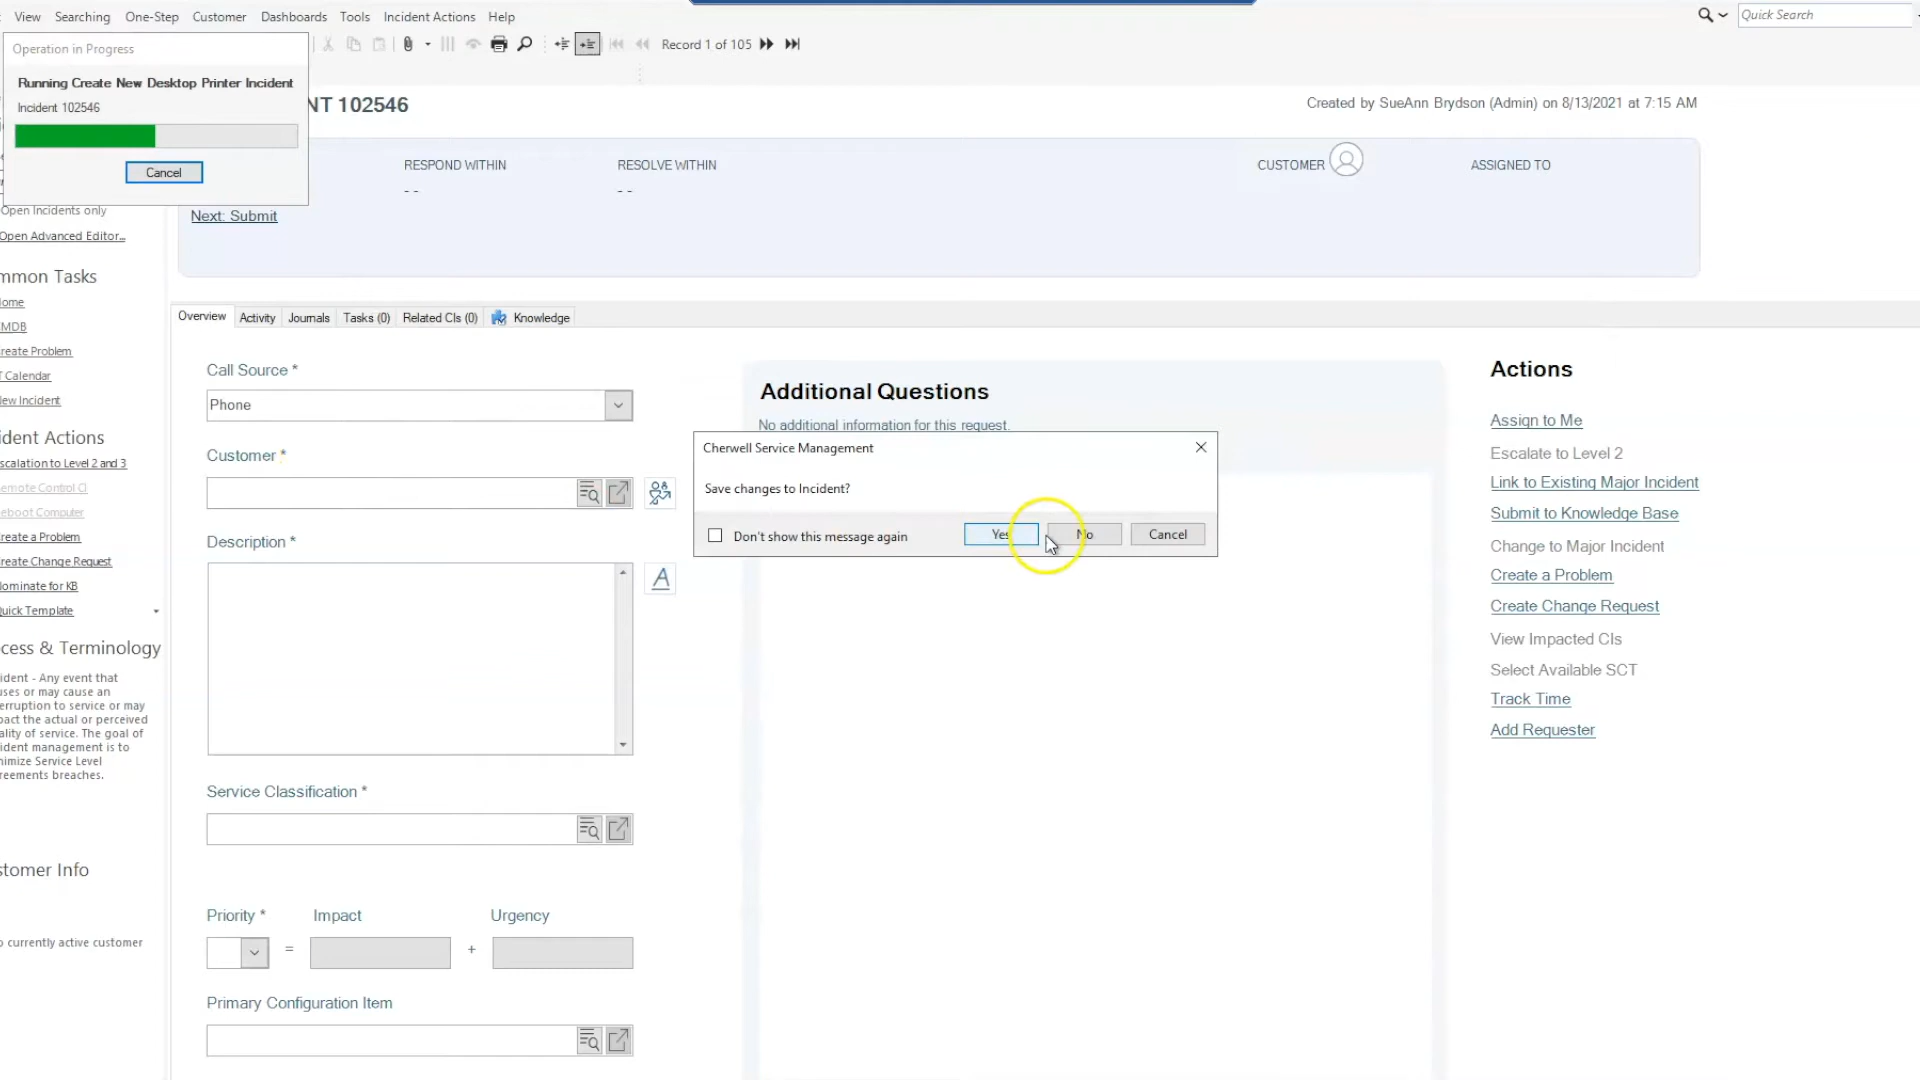 View Searching One-Step Customer Dashboards Tools Incident Actions Help
Quick Search
Record 1 of 105
Operation in Progress
Running Create New Desktop Printer Incident
Incident 102546
Cancel
NT 102546
Created by SueAnn Brydson (Admin) on 8/13/2021 at 7:15 AM
RESPOND WITHIN
RESOLVE WITHIN
CUSTOMER
ASSIGNED TO
- -
- -
Next: Submit
Open Incidents only
Open Advanced Editor...
mmon Tasks
ome
MDB
reate Problem
T Calendar
ew Incident
ident Actions
scalation to Level 2 and 3
emote Control CI
eboot Computer
reate a Problem
reate Change Request
ominate for KB
uick Template
cess & Terminology
ident - Any event that
uses or may cause an
erruption to service or may
pact the actual or perceived
ality of service. The goal of
ident management is to
nimize Service Level
reements breaches.
stomer Info
o currently active customer
Overview Activity Journals Tasks (0) Related CIs (0) Knowledge
Call Source *
Phone
Customer *
Description *
A
Service Classification *
Priority * Impact Urgency
= +
Primary Configuration Item
Additional Questions
No additional information for this request.
Cherwell Service Management
Save changes to Incident?
Don't show this message again
Yes No Cancel
Actions
Assign to Me
Escalate to Level 2
Link to Existing Major Incident
Submit to Knowledge Base
Change to Major Incident
Create a Problem
Create Change Request
View Impacted CIs
Select Available SCT
Track Time
Add Requester